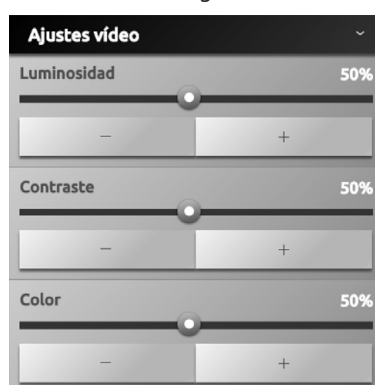 Ajustes vídeo
Luminosidad 50%
− +
Contraste 50%
− +
Color 50%
− +